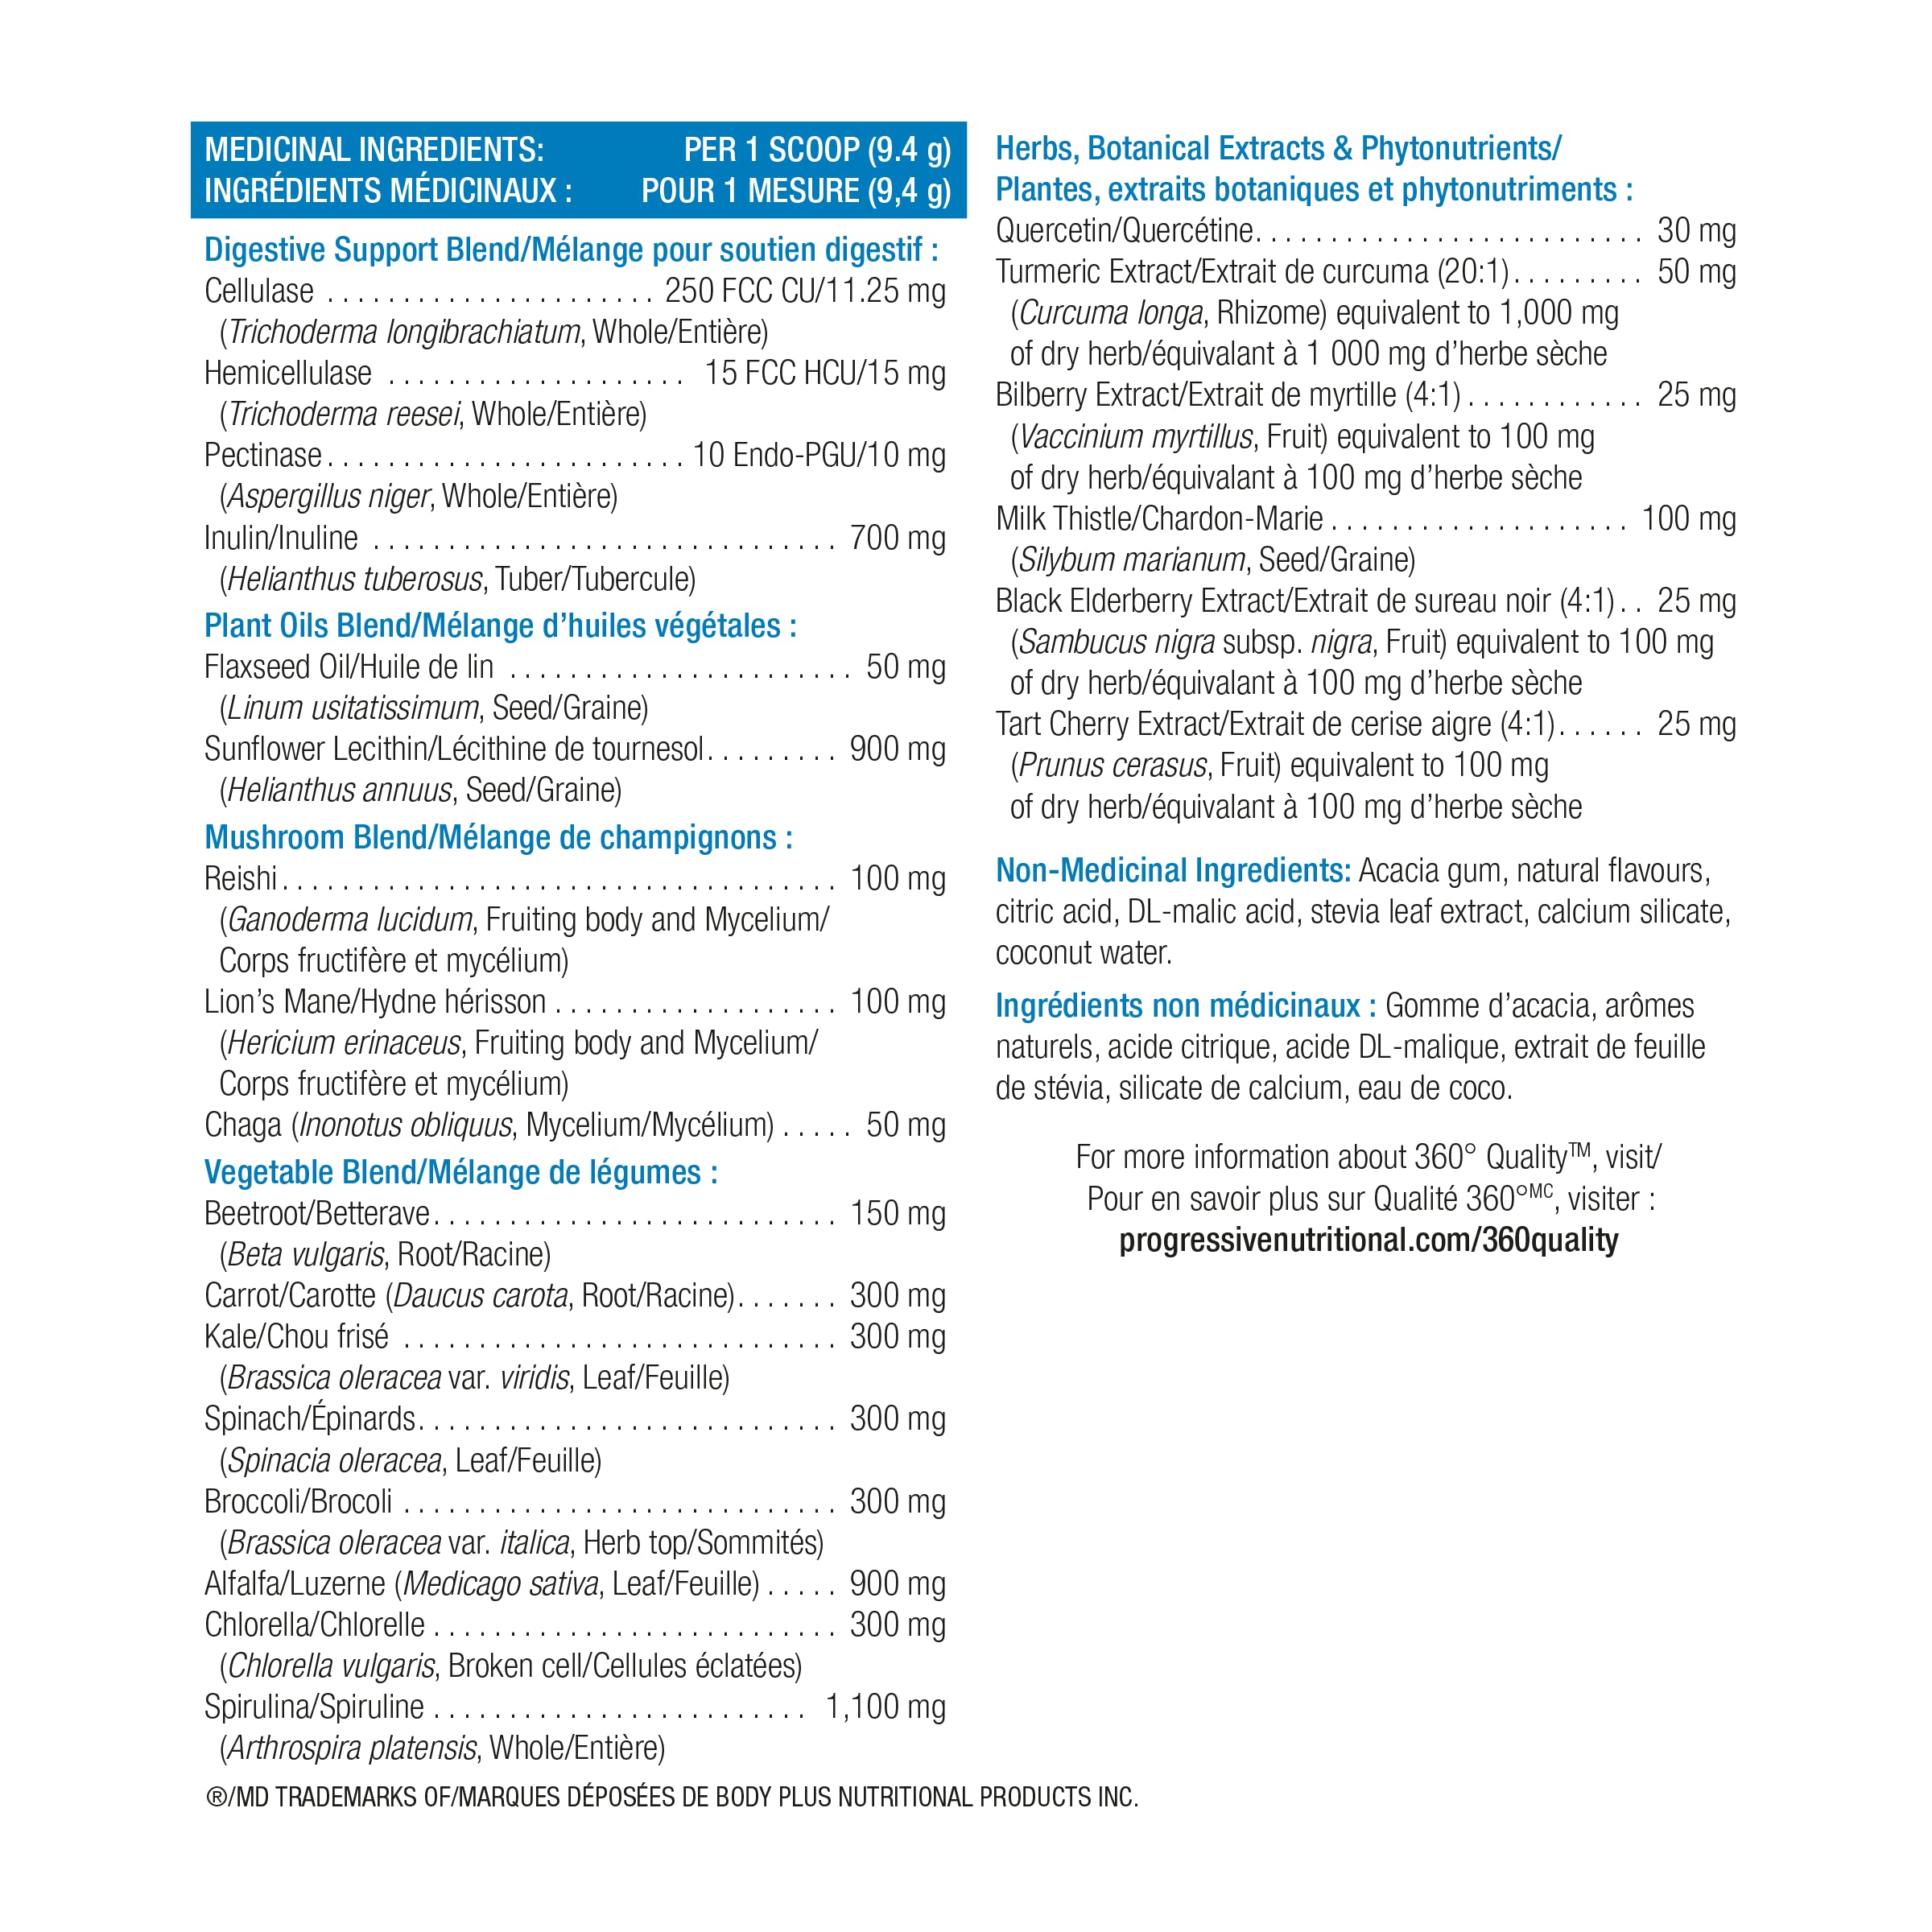 MEDICINAL INGREDIENTS: PER 1 SCOOP (9.4 g)
INGRÉDIENTS MÉDICINAUX : POUR 1 MESURE (9,4 g)
Digestive Support Blend/Mélange pour soutien digestif :
Cellulase . . . . . . . . . . . . . . . . . . . . . . 250 FCC CU/11.25 mg
(Trichoderma longibrachiatum, Whole/Entière)
Hemicellulase . . . . . . . . . . . . . . . . . . . . 15 FCC HCU/15 mg
(Trichoderma reesei, Whole/Entière)
Pectinase . . . . . . . . . . . . . . . . . . . . . . . . 10 Endo-PGU/10 mg
(Aspergillus niger, Whole/Entière)
Inulin/Inuline . . . . . . . . . . . . . . . . . . . . . . . . . . . . . . . 700 mg
(Helianthus tuberosus, Tuber/Tubercule)
Plant Oils Blend/Mélange d’huiles végétales :
Flaxseed Oil/Huile de lin . . . . . . . . . . . . . . . . . . . . . . . 50 mg
(Linum usitatissimum, Seed/Graine)
Sunflower Lecithin/Lécithine de tournesol. . . . . . . . . 900 mg
(Helianthus annuus, Seed/Graine)
Mushroom Blend/Mélange de champignons :
Reishi . . . . . . . . . . . . . . . . . . . . . . . . . . . . . . . . . . . . . 100 mg
(Ganoderma lucidum, Fruiting body and Mycelium/
Corps fructifère et mycélium)
Lion’s Mane/Hydne hérisson . . . . . . . . . . . . . . . . . . . 100 mg
(Hericium erinaceus, Fruiting body and Mycelium/
Corps fructifère et mycélium)
Chaga (Inonotus obliquus, Mycelium/Mycélium) . . . . . 50 mg
Vegetable Blend/Mélange de légumes :
Beetroot/Betterave. . . . . . . . . . . . . . . . . . . . . . . . . . . 150 mg
(Beta vulgaris, Root/Racine)
Carrot/Carotte (Daucus carota, Root/Racine). . . . . . . 300 mg
Kale/Chou frisé . . . . . . . . . . . . . . . . . . . . . . . . . . . . . 300 mg
(Brassica oleracea var. viridis, Leaf/Feuille)
Spinach/Épinards. . . . . . . . . . . . . . . . . . . . . . . . . . . . 300 mg
(Spinacia oleracea, Leaf/Feuille)
Broccoli/Brocoli . . . . . . . . . . . . . . . . . . . . . . . . . . . . . 300 mg
(Brassica oleracea var. italica, Herb top/Sommités)
Alfalfa/Luzerne (Medicago sativa, Leaf/Feuille) . . . . . 900 mg
Chlorella/Chlorelle . . . . . . . . . . . . . . . . . . . . . . . . . . . 300 mg
(Chlorella vulgaris, Broken cell/Cellules éclatées)
Spirulina/Spiruline . . . . . . . . . . . . . . . . . . . . . . . . . 1,100 mg
(Arthrospira platensis, Whole/Entière)
®/MD TRADEMARKS OF/MARQUES DÉPOSÉES DE BODY PLUS NUTRITIONAL PRODUCTS INC.
Herbs, Botanical Extracts & Phytonutrients/
Plantes, extraits botaniques et phytonutriments :
Quercetin/Quercétine. . . . . . . . . . . . . . . . . . . . . . . . . . 30 mg
Turmeric Extract/Extrait de curcuma (20:1). . . . . . . . . 50 mg
(Curcuma longa, Rhizome) equivalent to 1,000 mg
of dry herb/équivalant à 1 000 mg d’herbe sèche
Bilberry Extract/Extrait de myrtille (4:1) . . . . . . . . . . . . 25 mg
(Vaccinium myrtillus, Fruit) equivalent to 100 mg
of dry herb/équivalant à 100 mg d’herbe sèche
Milk Thistle/Chardon-Marie . . . . . . . . . . . . . . . . . . . . 100 mg
(Silybum marianum, Seed/Graine)
Black Elderberry Extract/Extrait de sureau noir (4:1) . . 25 mg
(Sambucus nigra subsp. nigra, Fruit) equivalent to 100 mg
of dry herb/équivalant à 100 mg d’herbe sèche
Tart Cherry Extract/Extrait de cerise aigre (4:1). . . . . . 25 mg
(Prunus cerasus, Fruit) equivalent to 100 mg
of dry herb/équivalant à 100 mg d’herbe sèche
Non-Medicinal Ingredients: Acacia gum, natural flavours,
citric acid, DL-malic acid, stevia leaf extract, calcium silicate,
coconut water.
Ingrédients non médicinaux : Gomme d’acacia, arômes
naturels, acide citrique, acide DL-malique, extrait de feuille
de stévia, silicate de calcium, eau de coco.
For more information about 360° Quality™, visit/
Pour en savoir plus sur Qualité 360°ᴹᶜ, visiter :
progressivenutritional.com/360quality